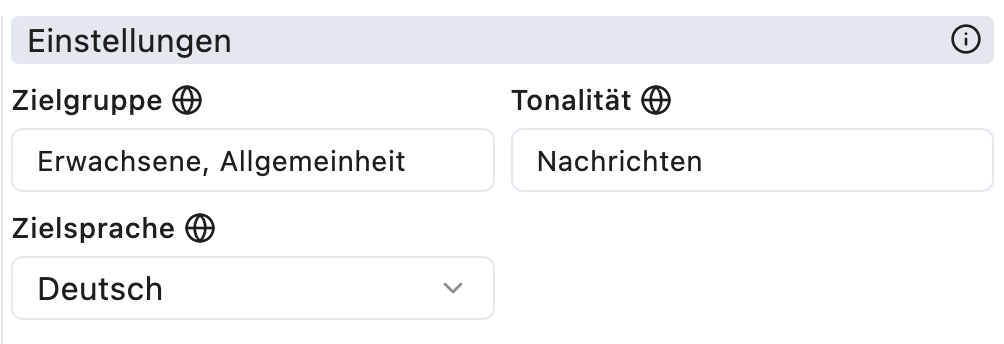 Einstellungen
Zielgruppe
Tonalität
Erwachsene, Allgemeinheit
Nachrichten
Zielsprache
Deutsch